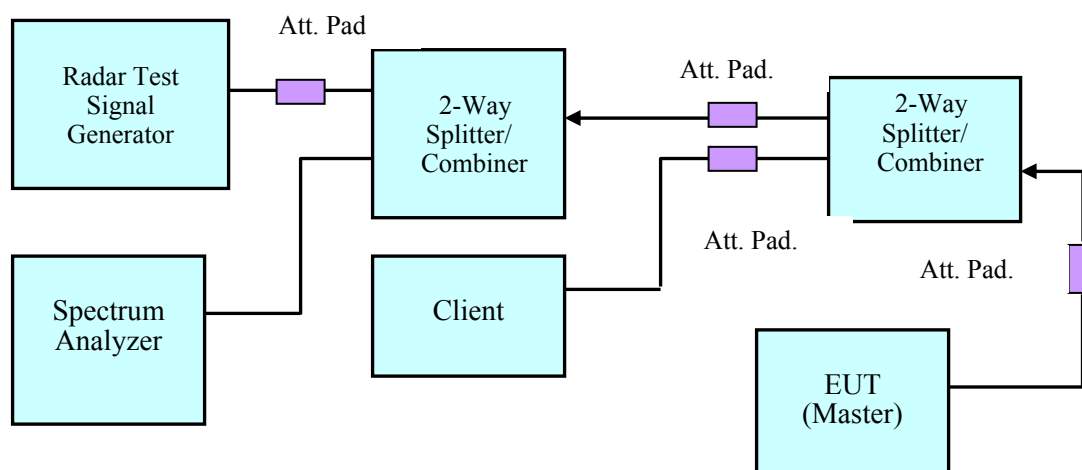 Att. Pad
Radar Test
Signal
Generator
2-Way
Splitter/
Combiner
Att. Pad.
2-Way
Splitter/
Combiner
Att. Pad.
Att. Pad.
Spectrum
Analyzer
Client
EUT
(Master)